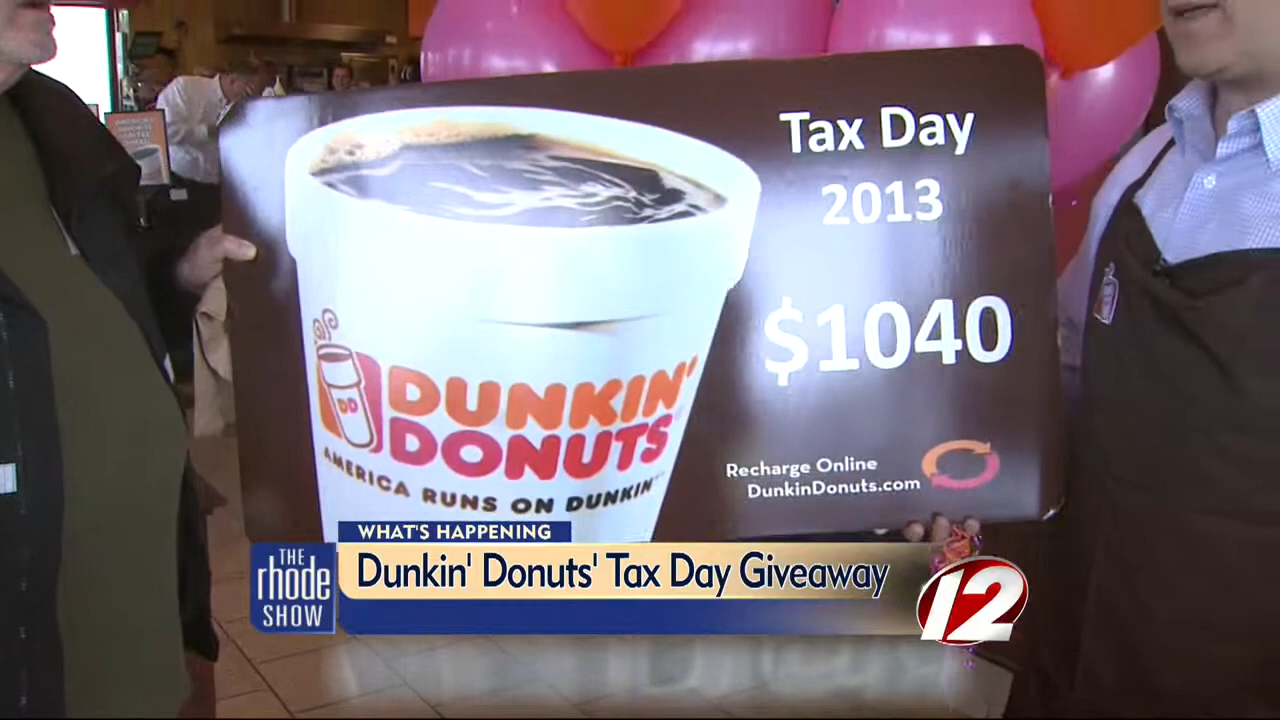 Tax Day
2013
$1040
DD
DUNKIN'
DONUTS
AMERICA RUNS ON DUNKIN'
Recharge Online
DunkinDonuts.com
WHAT'S HAPPENING
THE
rhode
SHOW
Dunkin' Donuts' Tax Day Giveaway
12